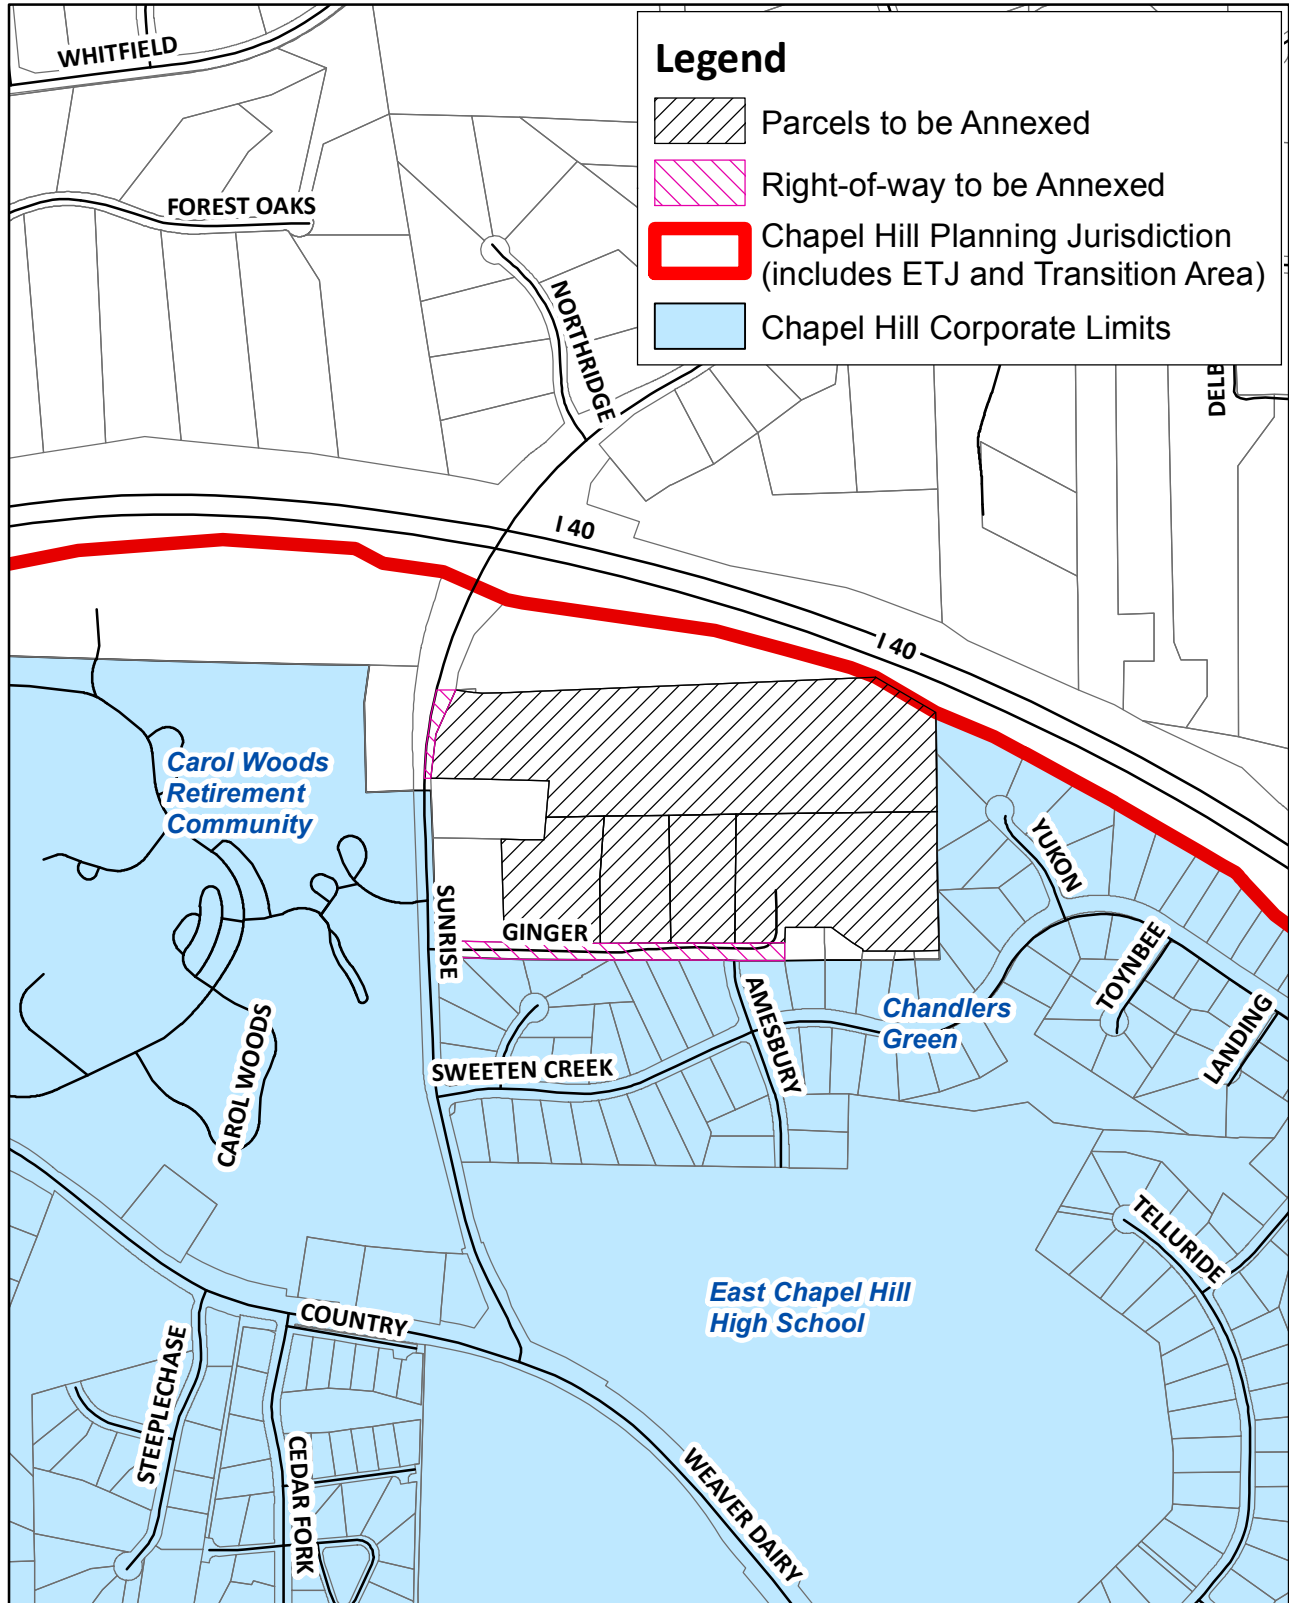 WHITFIELD
Legend
Parcels to be Annexed
Right-of-way to be Annexed
Chapel Hill Planning Jurisdiction
(includes ETJ and Transition Area)
Chapel Hill Corporate Limits
FOREST OAKS
NORTHRIDGE
DELB
I 40
I 40
Carol Woods
Retirement
Community
YUKON
SUNRISE
GINGER
TOYNBEE
AMESBURY
Chandlers
Green
LANDING
SWEETEN CREEK
CAROL WOODS
TELLURIDE
East Chapel Hill
High School
COUNTRY
STEEPLECHASE
CEDAR FORK
WEAVER DAIRY